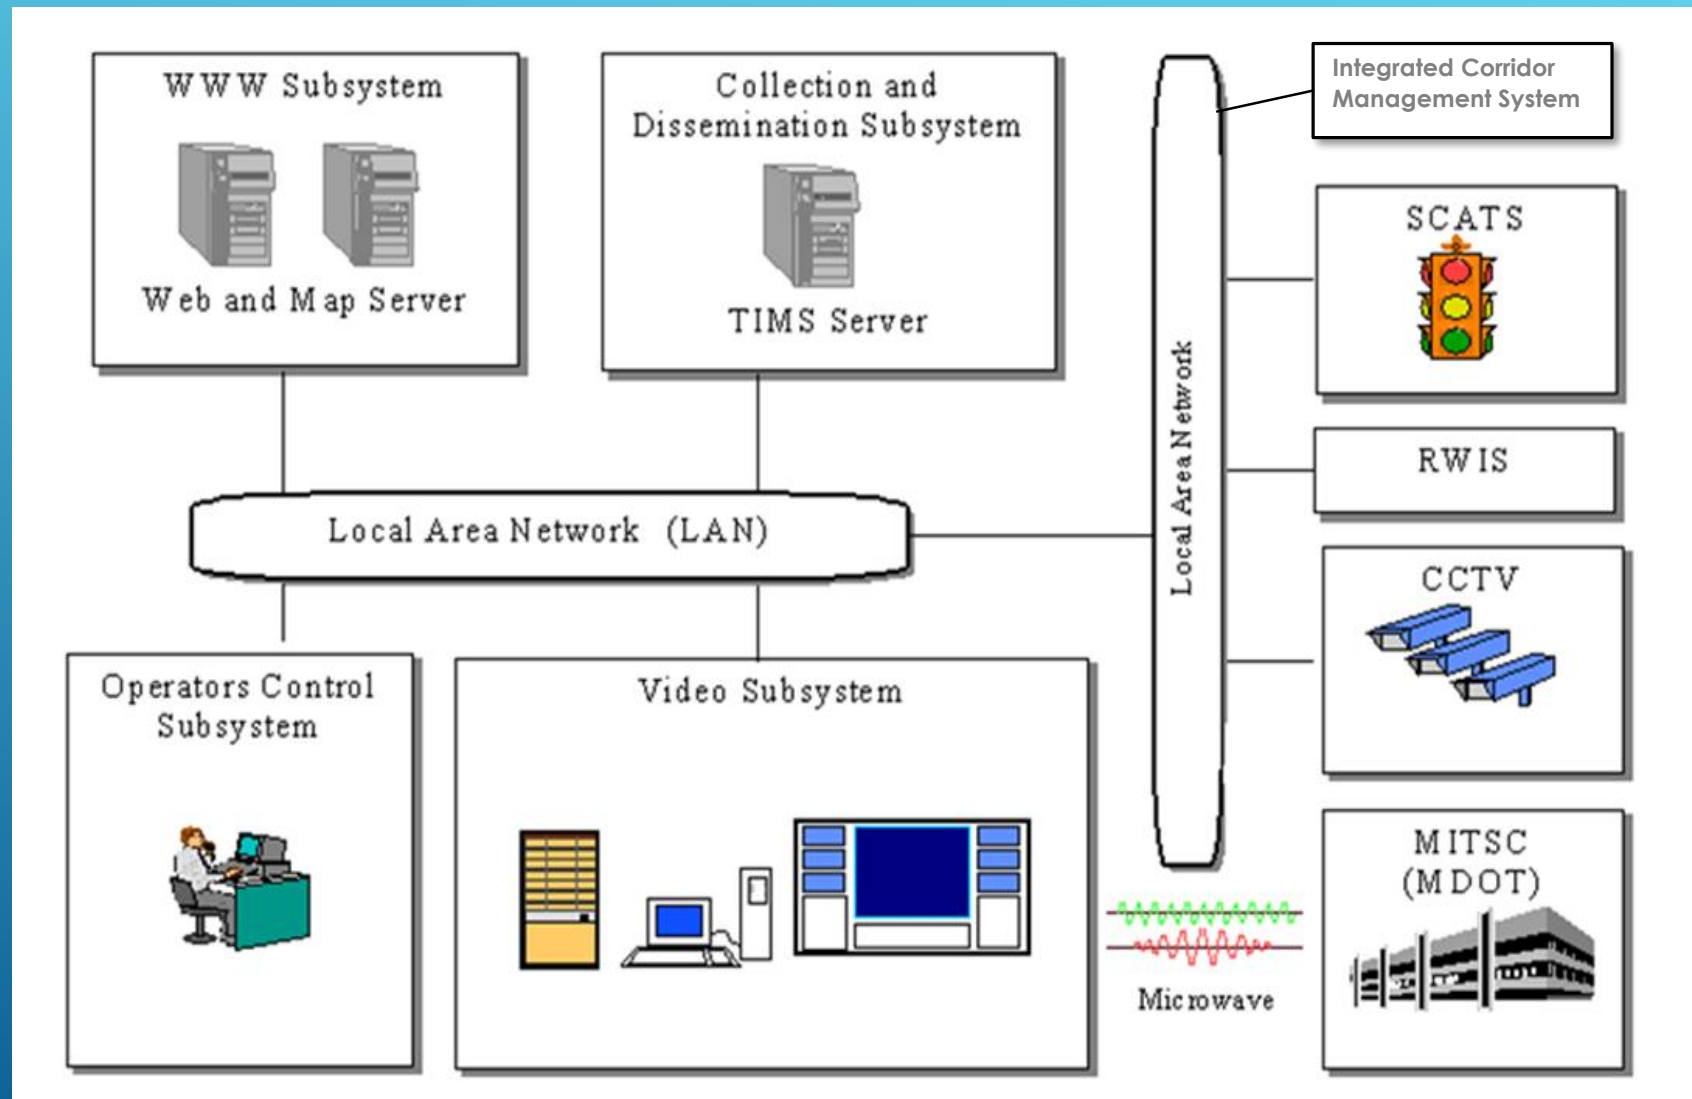 WWW Subsystem
Web and Map Server
Collection and
Dissemination Subsystem
TIMS Server
Integrated Corridor
Management System
SCATS
RWIS
Local Area Network
Local Area Network (LAN)
CCTV
Operators Control
Subsystem
Video Subsystem
MITSC
(MDOT)
Microwave